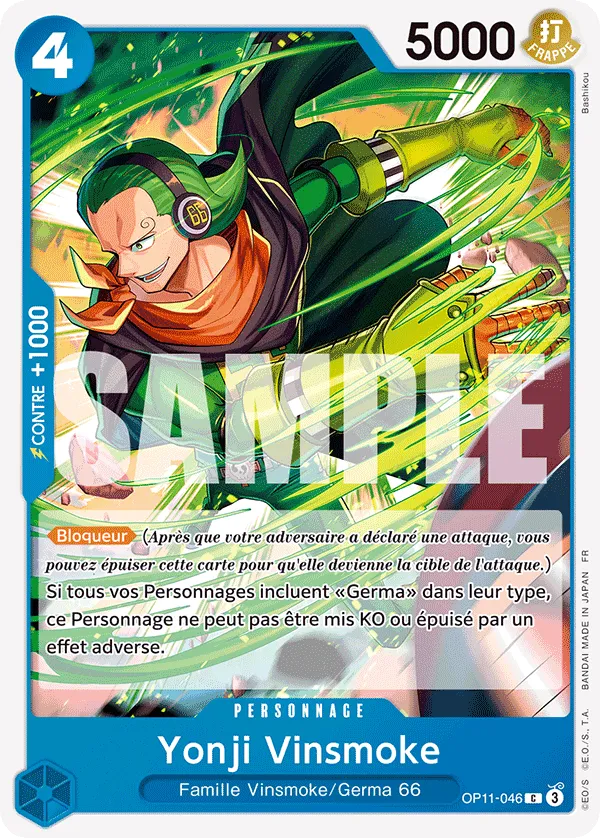 4
5000
打
FRAPPE
Bashikou
CONTRE +1000
66
SAMPLE
Bloqueur (Après que votre adversaire a déclaré une attaque, vous
pouvez épuiser cette carte pour qu'elle devienne la cible de l'attaque.)
Si tous vos Personnages incluent «Germa» dans leur type,
ce Personnage ne peut pas être mis KO ou épuisé par un
effet adverse.
PERSONNAGE
Yonji Vinsmoke
Famille Vinsmoke/Germa 66
OP11-046 C 3
©EO/S ©E.O./S., T.A. BANDAI MADE IN JAPAN FR